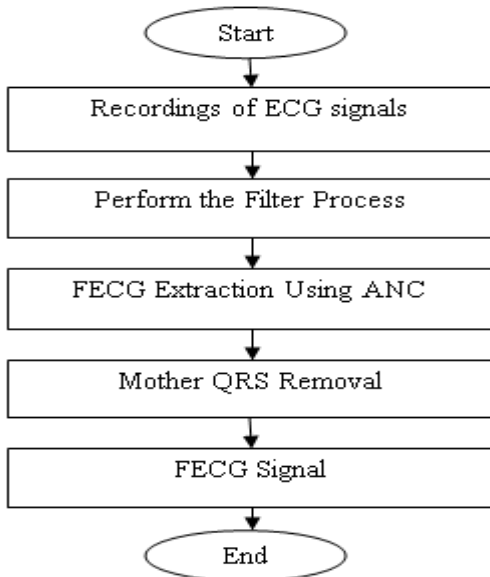 Start
Recordings of ECG signals
Perform the Filter Process
FECG Extraction Using ANC
Mother QRS Removal
FECG Signal
End